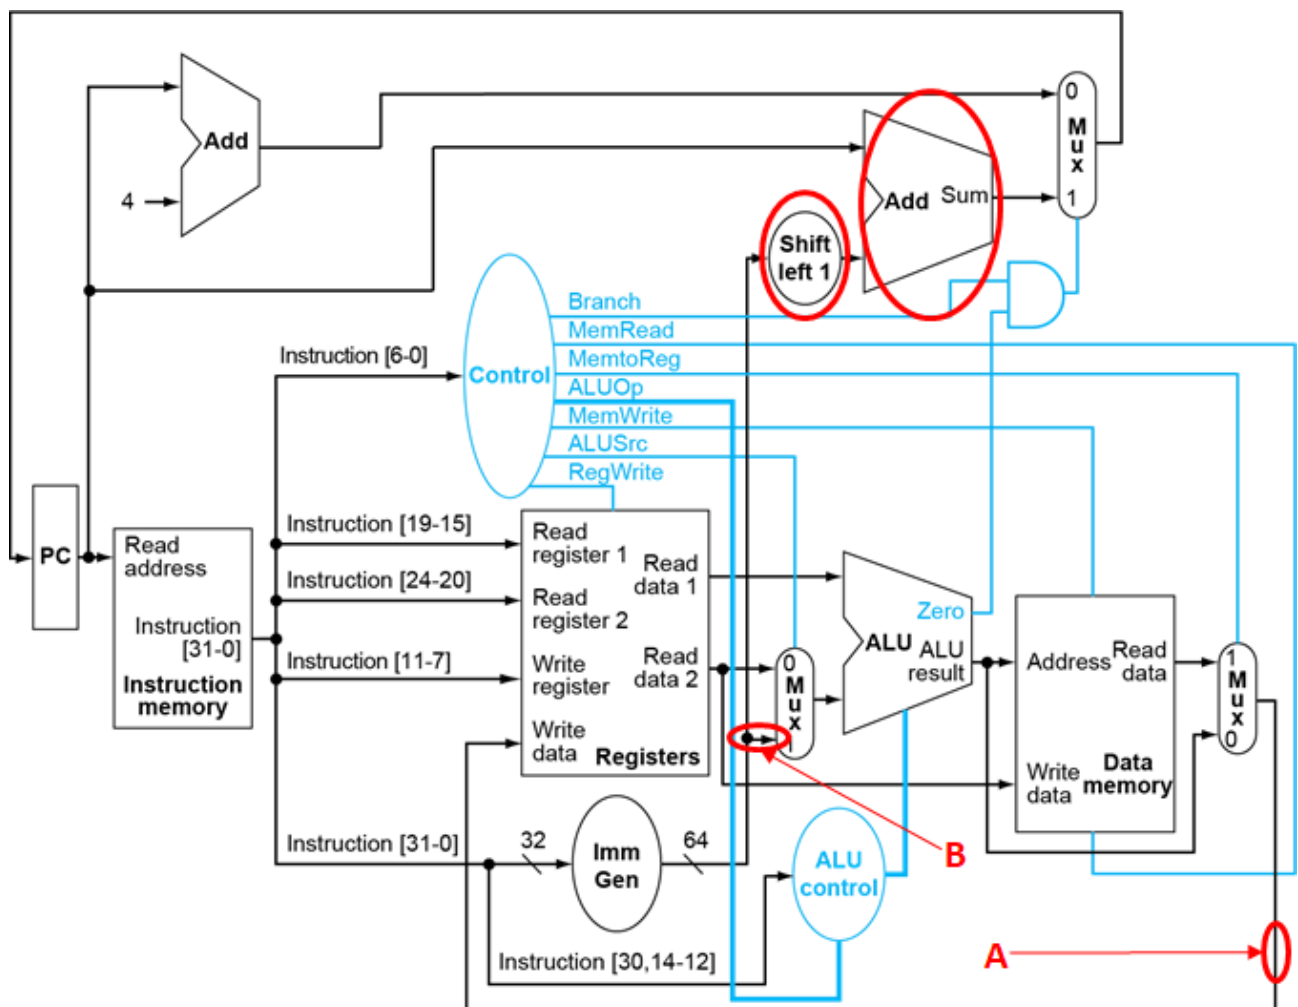 Add
4
0
Mux
1
Add Sum
Shift
left 1
Branch
MemRead
MemtoReg
ALUOp
MemWrite
ALUSrc
RegWrite
Instruction [6-0]
Control
PC
Read
address
Instruction
[31-0]
Instruction
memory
Instruction [19-15]
Instruction [24-20]
Instruction [11-7]
Instruction [31-0]
Read
register 1
Read
register 2
Write
register
Write
data
Read
data 1
Read
data 2
Registers
0
Mux
1
Zero
ALU
ALU
result
Address
Read
data
Write
data
Data
memory
1
Mux
0
B
32
Imm
Gen
64
ALU
control
Instruction [30,14-12]
A